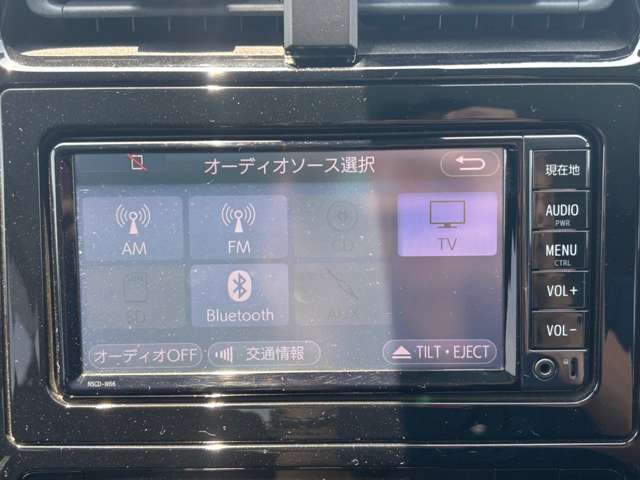 オーディオソース選択
現在地
AM
FM
CD
TV
AUDIO
PWR
MENU
CTRL
SD
Bluetooth
AUX
VOL+
VOL-
オーディオOFF
交通情報
TILT・EJECT
NSCD-W66